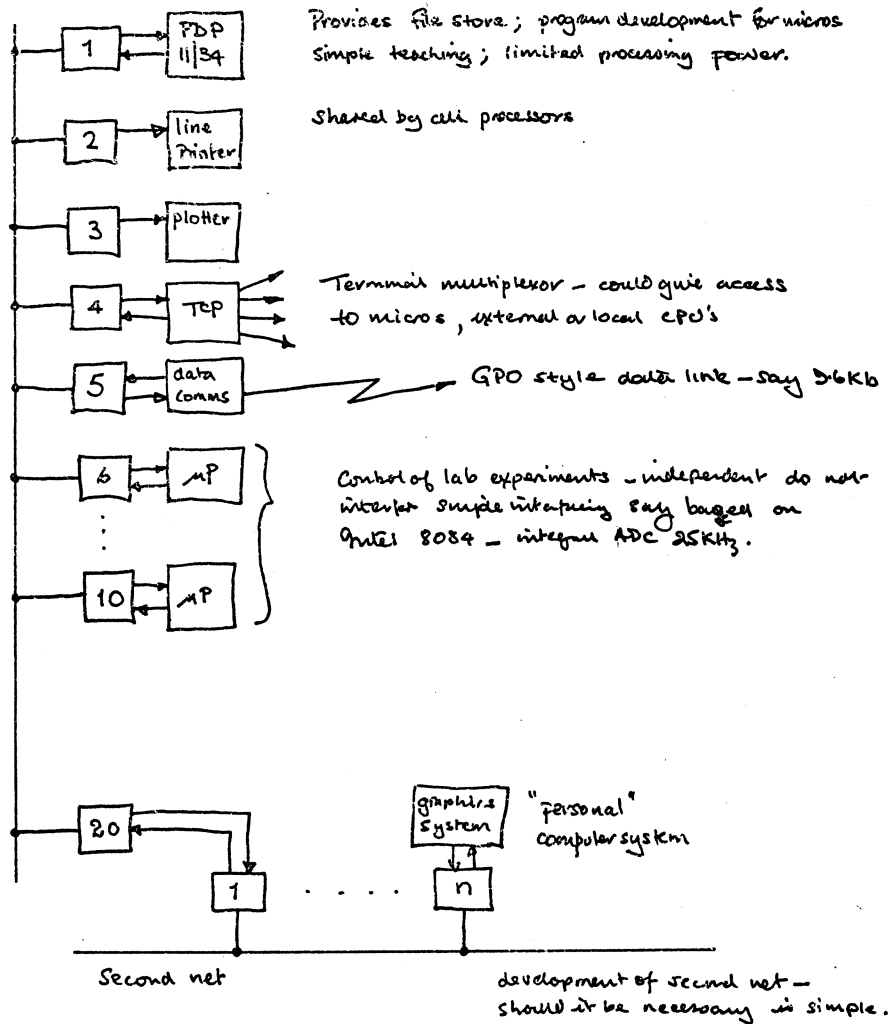 1
PDP
11/34
Provides file store; program development for micros
simple teaching; limited processing power.
2
line
Printer
Shared by all processors
3
plotter
4
TCP
Terminal multiplexor – could give access
to micros, external or local CPU's
5
data
comms
GPO style data link – say 9.6Kb
6
μP
Control of lab experiments – independent do not
interfere simple interfacing say based on
Intel 8084 – integral ADC 25KHz.
10
μP
20
graphics
system
"Personal"
computer system
1
. . . .
n
Second net
development of second net –
should it be necessary is simple.